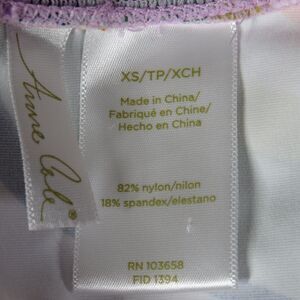 Anne Cole®
XS/TP/XCH
Made in China/
Fabriqué en Chine/
Hecho en China
82% nylon/nilon
18% spandex/elestano
RN 103658
FID 1394